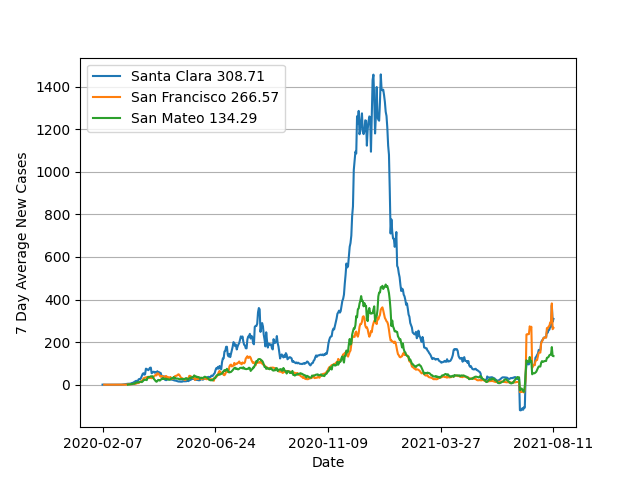 Santa Clara 308.71
San Francisco 266.57
San Mateo 134.29
7 Day Average New Cases
1400
1200
1000
800
600
400
200
0
2020-02-07 2020-06-24 2020-11-09 2021-03-27 2021-08-11
Date